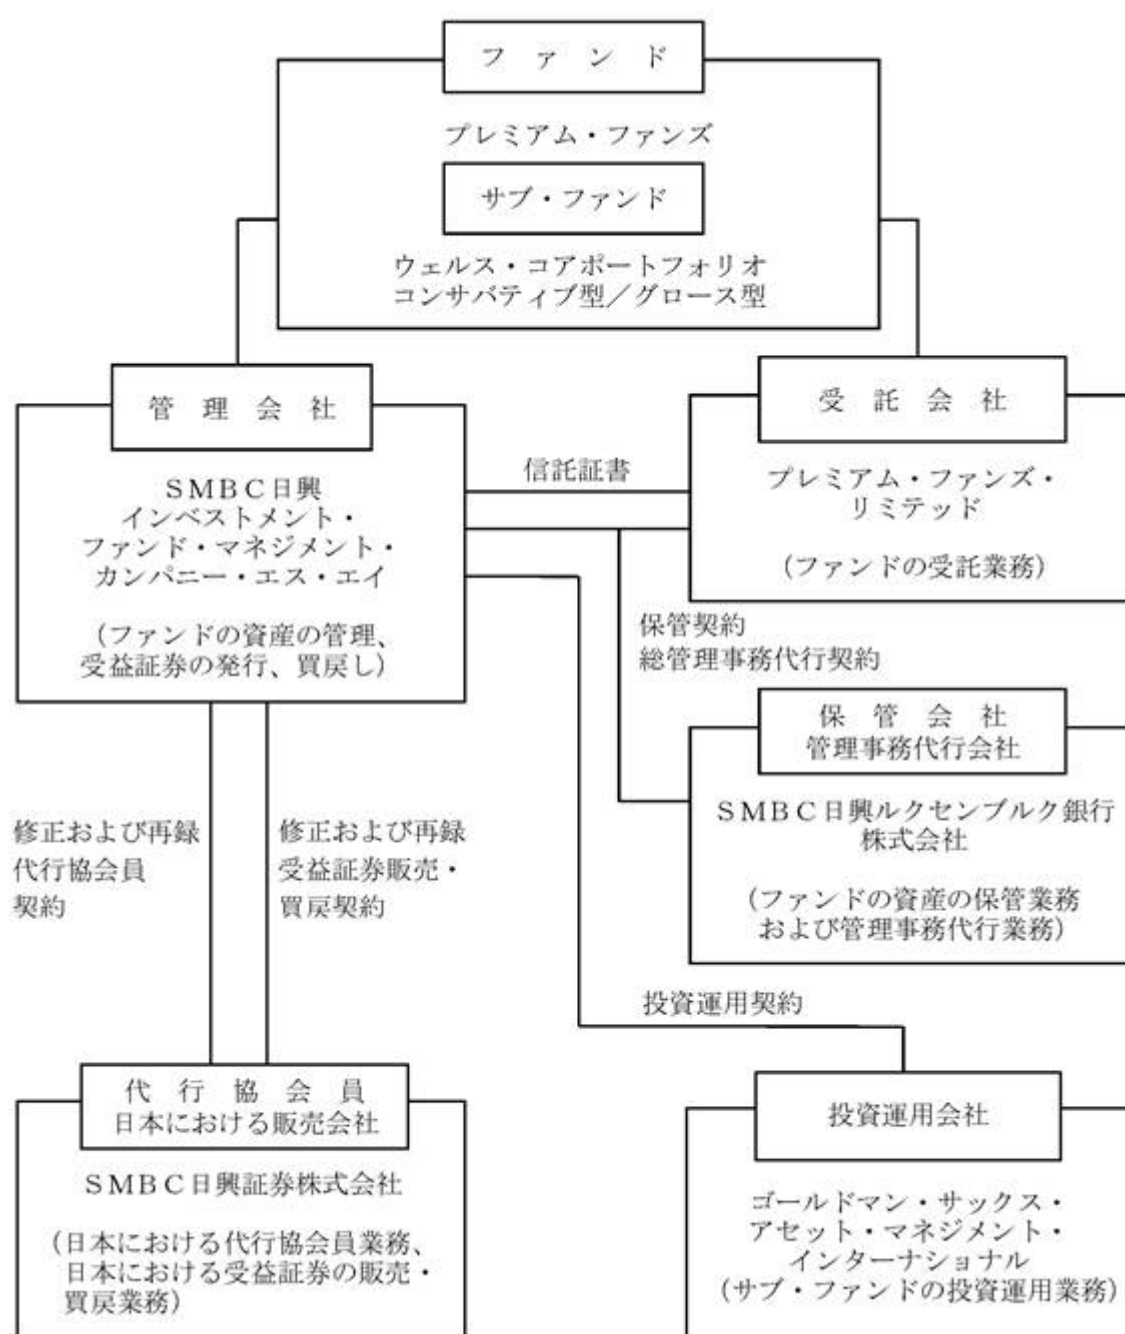 ファンド
プレミアム・ファンズ
サブ・ファンド
ウェルス・コアポートフォリオ
コンサバティブ型／グロース型
管理会社
SMBC日興
インベストメント・
ファンド・マネジメント・
カンパニー・エス・エイ
（ファンドの資産の管理、
受益証券の発行、買戻し）
信託証書
受託会社
プレミアム・ファンズ・
リミテッド
（ファンドの受託業務）
保管契約
総管理事務代行契約
保管会社
管理事務代行会社
SMBC日興ルクセンブルク銀行
株式会社
（ファンドの資産の保管業務
および管理事務代行業務）
修正および再録
代行協会員
契約
修正および再録
受益証券販売・
買戻契約
投資運用契約
代行協会員
日本における販売会社
SMBC日興証券株式会社
（日本における代行協会員業務、
日本における受益証券の販売・
買戻業務）
投資運用会社
ゴールドマン・サックス・
アセット・マネジメント・
インターナショナル
（サブ・ファンドの投資運用業務）